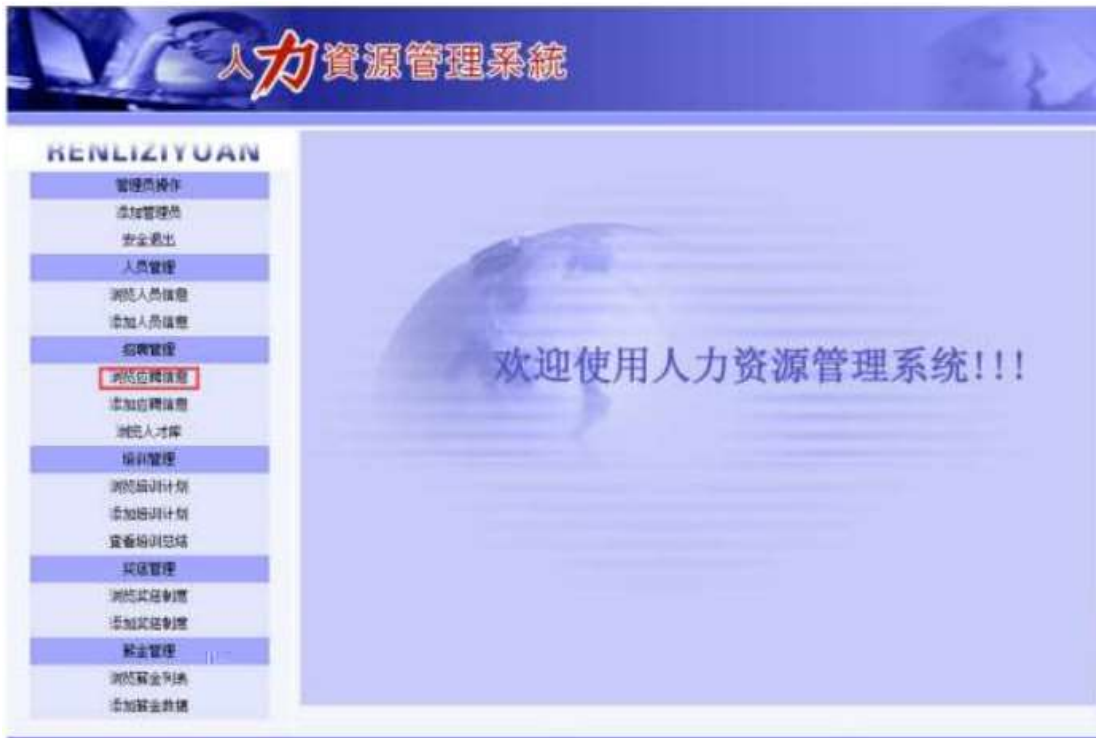 人力資源管理系統
RENLIZIYUAN
管理员操作
添加管理员
安全退出
人员管理
浏览人员信息
添加人员信息
招聘管理
浏览应聘信息
添加应聘信息
浏览人才库
培训管理
浏览培训计划
添加培训计划
查看培训总结
奖惩管理
浏览奖惩制度
添加奖惩制度
薪金管理
浏览薪金列表
添加薪金数据
欢迎使用人力资源管理系统!!!